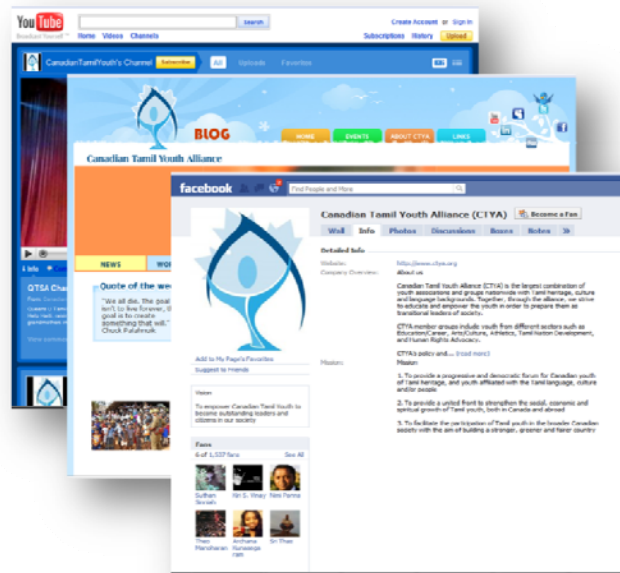 You Tube
Search
Create Account or Sign In
Broadcast Yourself™
Home Videos Channels
Subscriptions History Upload
CanadianTamilYouth's Channel Subscribe All Uploads Favorites
BLOG
HOME EVENTS ABOUT CTYA LINKS
Canadian Tamil Youth Alliance
NEWS
Quote of the
"We all die. The goal
isn't to live forever, t
goal is to create
something that will."
facebook
Find People and More
Canadian Tamil Youth Alliance (CTYA) Become a Fan
Wall Info Photos Discussions Boxes Notes
Detailed Info
Website: http://www.ctya.org
Company Overview: About us
Canadian Tamil Youth Alliance (CTYA) is the largest combination of
youth associations and groups nationwide with Tamil heritage, culture
and language backgrounds. Together, through the alliance, we strive
to educate and empower the youth in order to prepare them as
transitional leaders of society.
CTYA member groups include youth from different sectors such as
Education/Career, Arts/Culture, Athletics, Tamil Nation Development,
and Human Rights Advocacy.
CTYA's policy and... (read more)
Mission: Mission
1. To provide a progressive and democratic forum for Canadian youth
of Tamil heritage, and youth affiliated with the Tamil language, culture
and/or people
2. To provide a united front to strengthen the social, economic and
spiritual growth of Tamil youth, both in Canada and abroad
3. To facilitate the participation of Tamil youth in the broader Canadian
society with the aim of building a stronger, greener and fairer country
Add to My Page's Favorites
Suggest to Friends
Vision
To empower Canadian Tamil Youth to
become outstanding leaders and
citizens in our society
Fans
6 of 1,537 fans See All